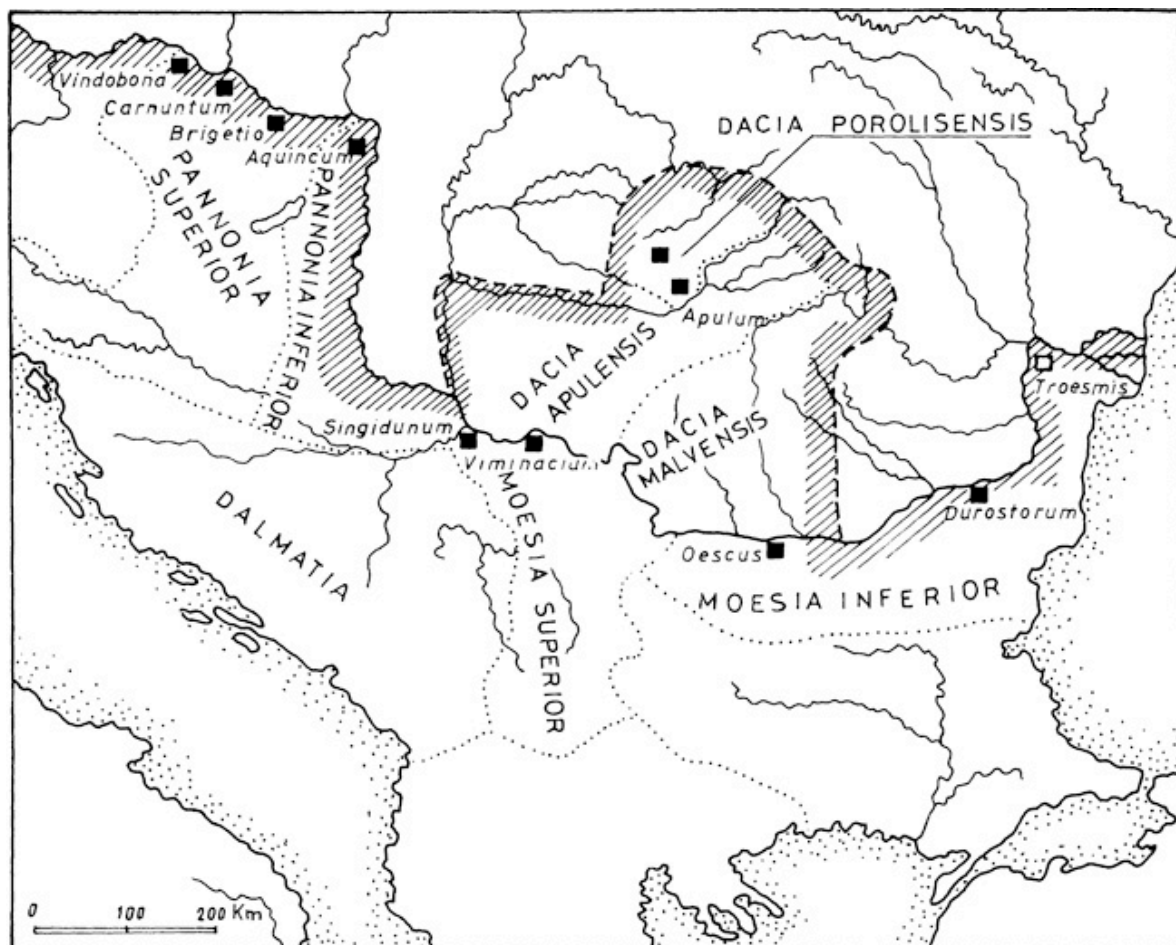 Vindobona
Carnuntum
Brigetio
Aquincum
PANNONIA
SUPERIOR
PANNONIA INFERIOR
DACIA POROLISENSIS
Apulum
DACIA
APULENSIS
DACIA
MALVENSIS
Troesmis
Singidunum
Viminacium
Durostorum
Oescus
DALMATIA
MOESIA SUPERIOR
MOESIA INFERIOR
0 100 200 Km